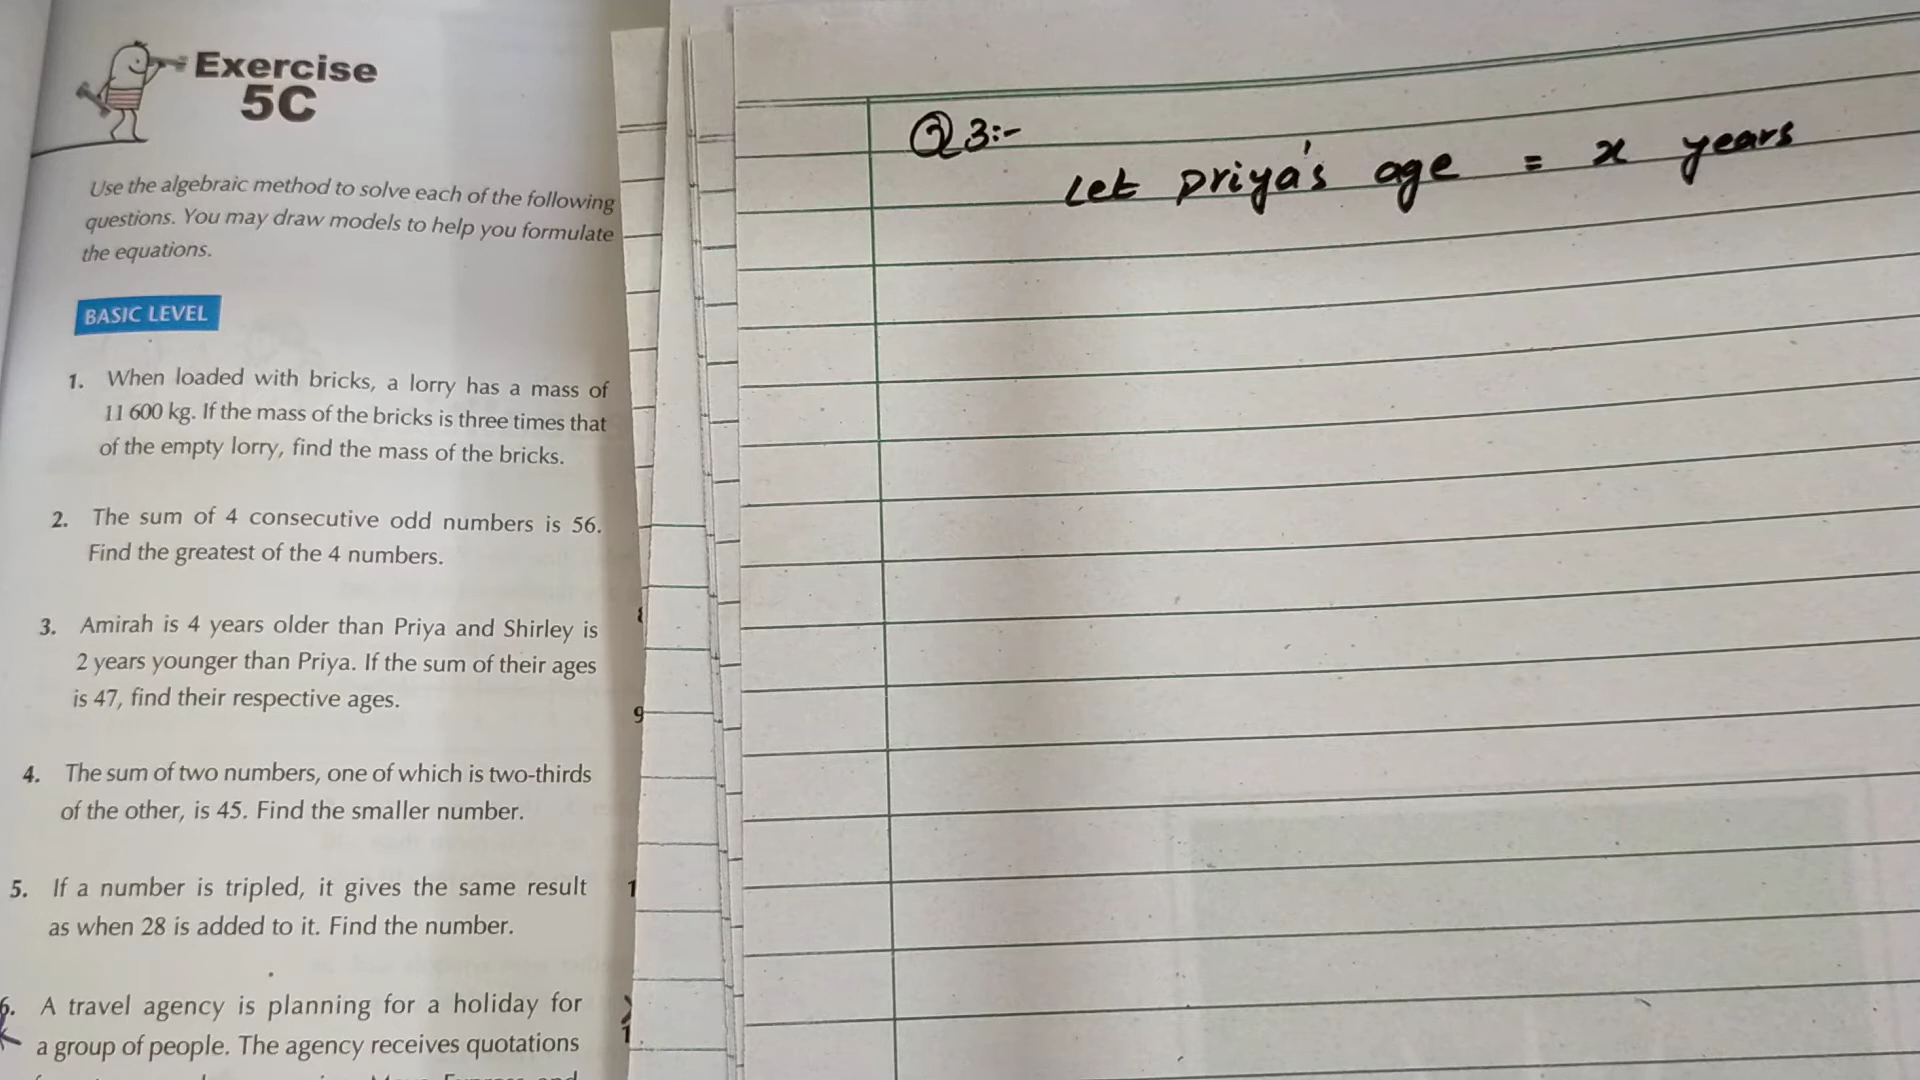 Exercise
5C
Use the algebraic method to solve each of the following
questions. You may draw models to help you formulate
the equations.
BASIC LEVEL
1. When loaded with bricks, a lorry has a mass of
11 600 kg. If the mass of the bricks is three times that
of the empty lorry, find the mass of the bricks.
2. The sum of 4 consecutive odd numbers is 56.
Find the greatest of the 4 numbers.
3. Amirah is 4 years older than Priya and Shirley is
2 years younger than Priya. If the sum of their ages
is 47, find their respective ages.
4. The sum of two numbers, one of which is two-thirds
of the other, is 45. Find the smaller number.
5. If a number is tripled, it gives the same result
as when 28 is added to it. Find the number.
6. A travel agency is planning for a holiday for
a group of people. The agency receives quotations
9
1
1
Q3:-
Let priya's age = x years